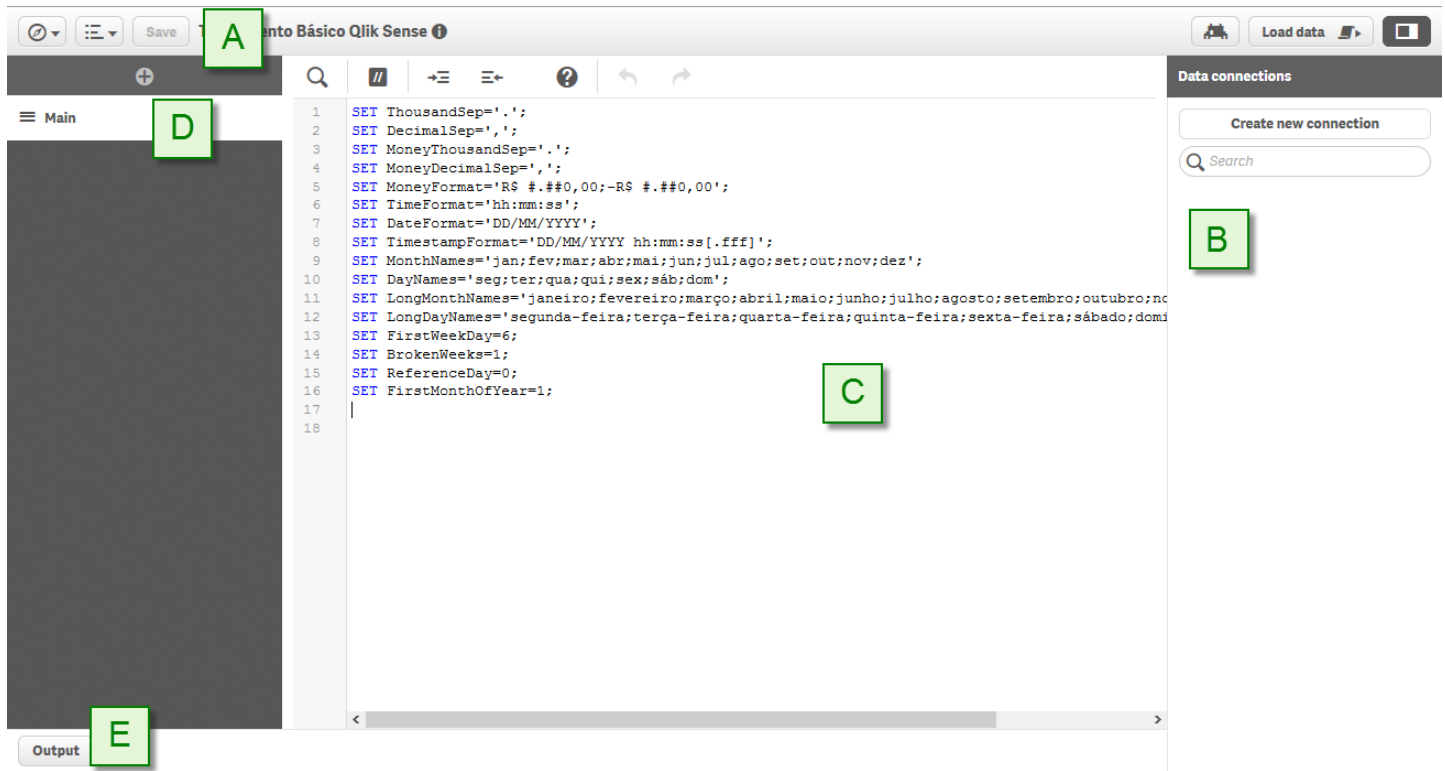 Save
A
ento Básico Qlik Sense
Load data
Data connections
Main
D
Create new connection
Search
B
1 SET ThousandSep='.';
2 SET DecimalSep=',';
3 SET MoneyThousandSep='.';
4 SET MoneyDecimalSep=',';
5 SET MoneyFormat='R$ #.##0,00;-R$ #.##0,00';
6 SET TimeFormat='hh:mm:ss';
7 SET DateFormat='DD/MM/YYYY';
8 SET TimestampFormat='DD/MM/YYYY hh:mm:ss[.fff]';
9 SET MonthNames='jan;fev;mar;abr;mai;jun;jul;ago;set;out;nov;dez';
10 SET DayNames='seg;ter;qua;qui;sex;sáb;dom';
11 SET LongMonthNames='janeiro;fevereiro;março;abril;maio;junho;julho;agosto;setembro;outubro;no
12 SET LongDayNames='segunda-feira;terça-feira;quarta-feira;quinta-feira;sexta-feira;sábado;domi
13 SET FirstWeekDay=6;
14 SET BrokenWeeks=1;
15 SET ReferenceDay=0;
16 SET FirstMonthOfYear=1;
17
18
C
Output
E